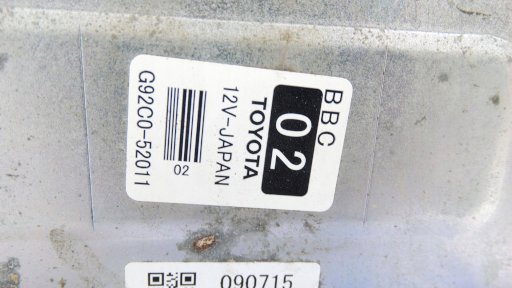 BBC
02
TOYOTA
12V-JAPAN
02
G92C0-52011
090715